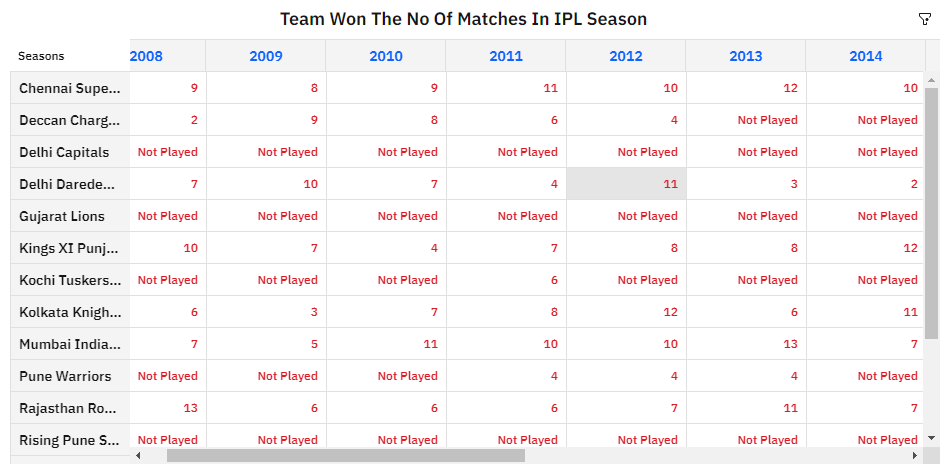 Team Won The No Of Matches In IPL Season
Seasons 2008 2009 2010 2011 2012 2013 2014
Chennai Supe... 9 8 9 11 10 12 10
Deccan Charg... 2 9 8 6 4 Not Played Not Played
Delhi Capitals Not Played Not Played Not Played Not Played Not Played Not Played Not Played
Delhi Darede... 7 10 7 4 11 3 2
Gujarat Lions Not Played Not Played Not Played Not Played Not Played Not Played Not Played
Kings XI Punj... 10 7 4 7 8 8 12
Kochi Tuskers... Not Played Not Played Not Played 6 Not Played Not Played Not Played
Kolkata Knigh... 6 3 7 8 12 6 11
Mumbai India... 7 5 11 10 10 13 7
Pune Warriors Not Played Not Played Not Played 4 4 4 Not Played
Rajasthan Ro... 13 6 6 6 7 11 7
Rising Pune S... Not Played Not Played Not Played Not Played Not Played Not Played Not Played